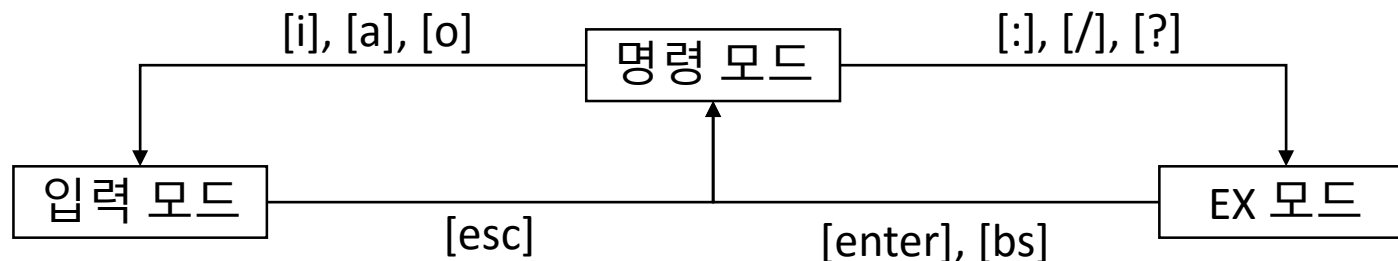 [i], [a], [o]
[:], [/], [?]
명령 모드
입력 모드
EX 모드
[esc]
[enter], [bs]